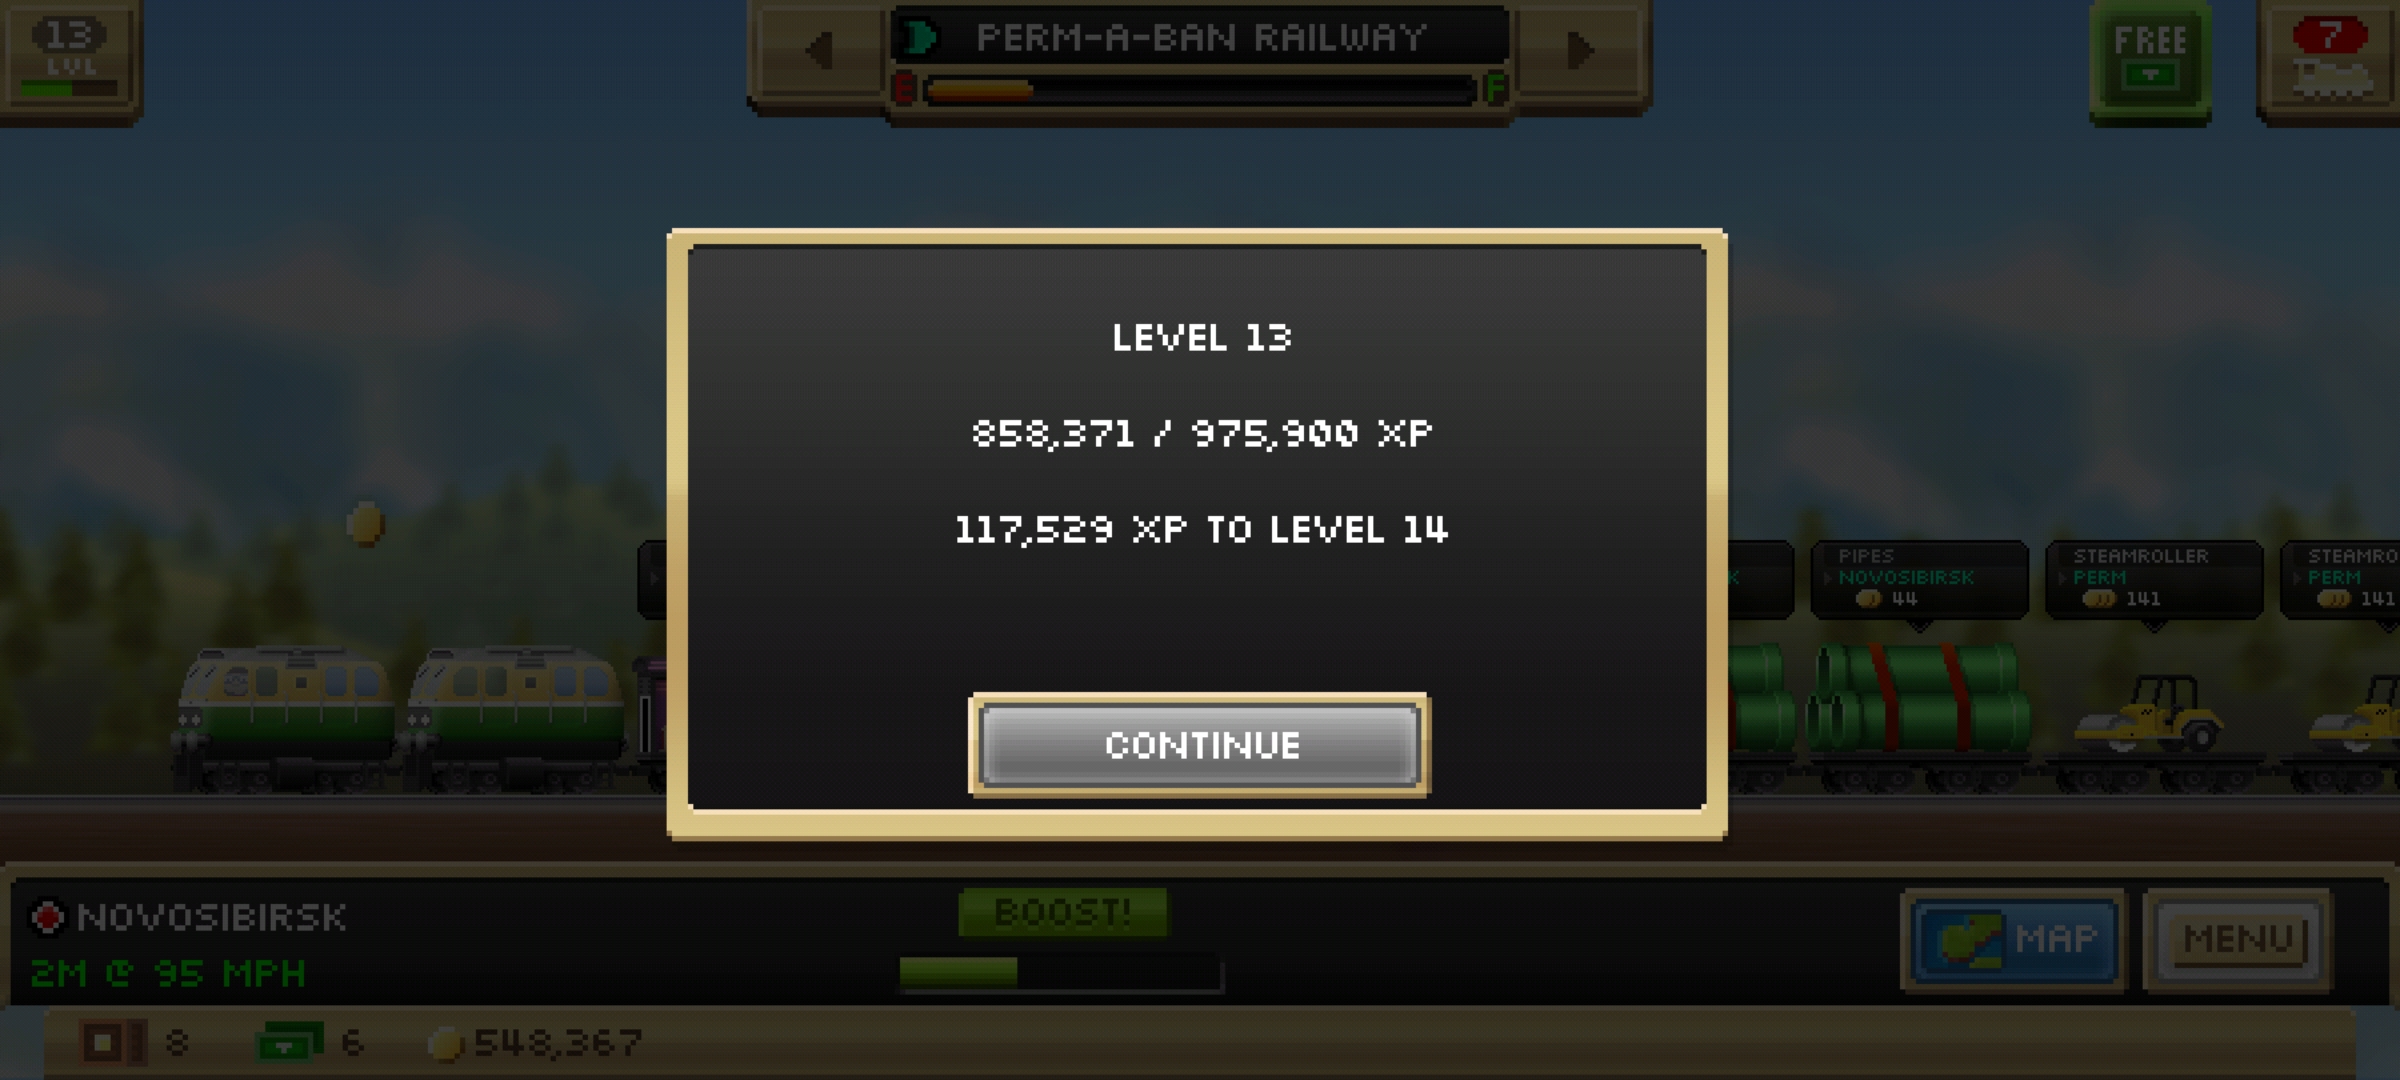 13
LVL
PERM-A-BAN RAILWAY
E F
FREE
7
LEVEL 13
858,371 / 975,900 XP
117,529 XP TO LEVEL 14
CONTINUE
K
PIPES
NOVOSIBIRSK
44
STEAMROLLER
PERM
141
STEAMRO
PERM
141
NOVOSIBIRSK
2M @ 95 MPH
BOOST!
MAP
MENU
8 6 548,367